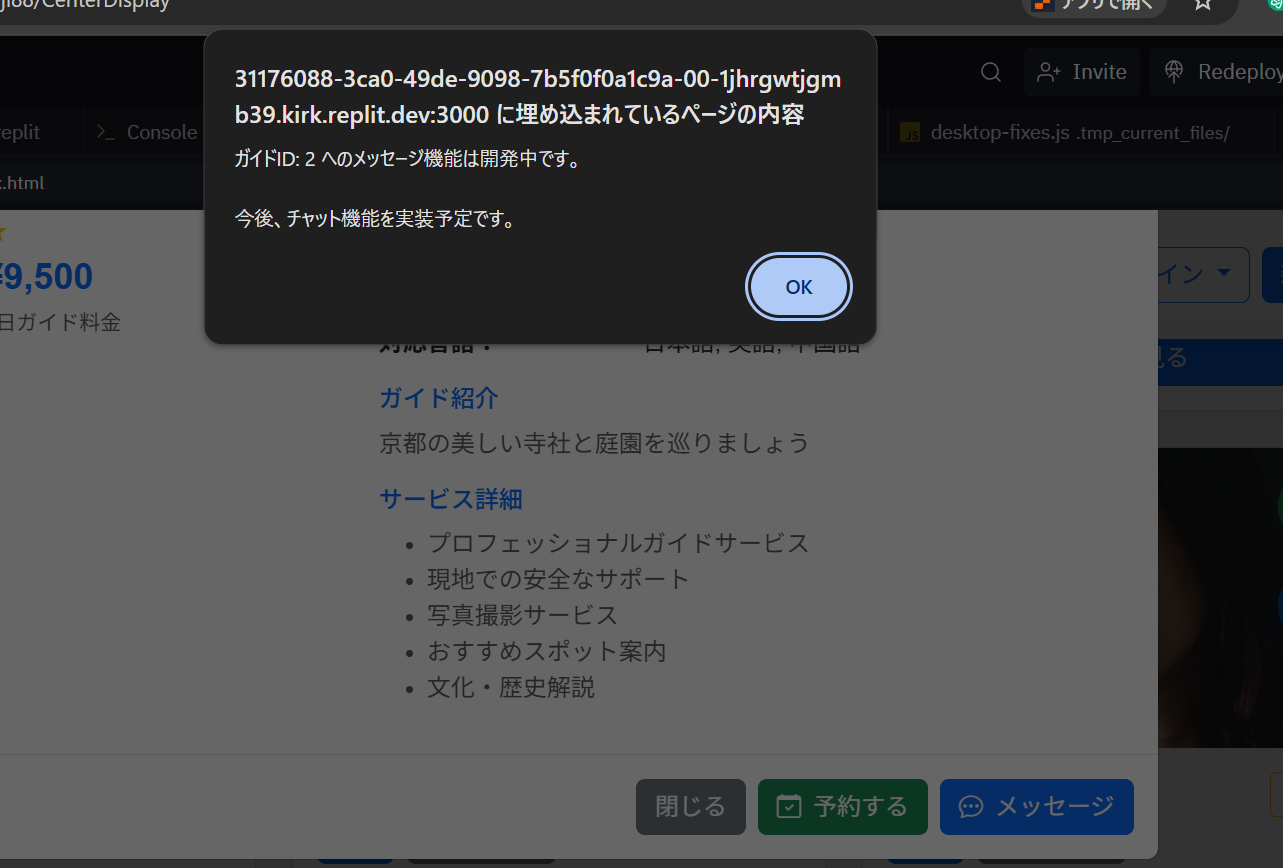 /CenterDisplay
アプリで開く
31176088-3ca0-49de-9098-7b5f0f0a1c9a-00-1jhrgwtjgm
b39.kirk.replit.dev:3000 に埋め込まれているページの内容
ガイドID: 2 へのメッセージ機能は開発中です。
今後、チャット機能を実装予定です。
OK
Invite
Redeploy
eplit
Console
desktop-fixes.js .tmp_current_files/
.html
¥9,500
日ガイド料金
イン
見る
対応言語：
日本語, 英語, 中国語
ガイド紹介
京都の美しい寺社と庭園を巡りましょう
サービス詳細
• プロフェッショナルガイドサービス
• 現地での安全なサポート
• 写真撮影サービス
• おすすめスポット案内
• 文化・歴史解説
閉じる
予約する
メッセージ